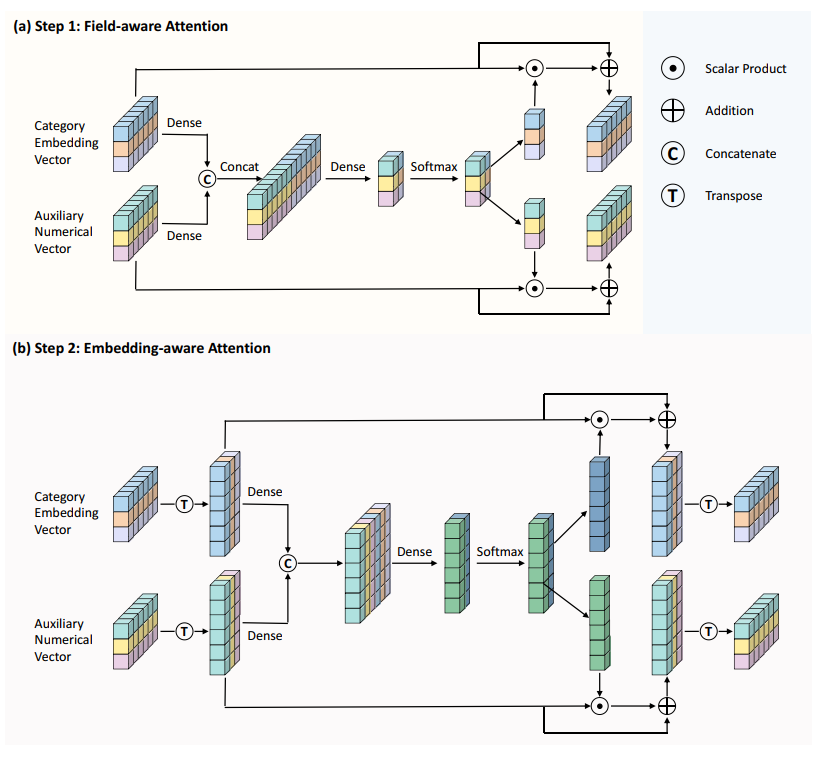 (a) Step 1: Field-aware Attention
Scalar Product
Addition
C
Concatenate
T
Transpose
Category
Embedding
Vector
Dense
C
Concat
Dense
Softmax
Auxiliary
Numerical
Vector
Dense
(b) Step 2: Embedding-aware Attention
Category
Embedding
Vector
T
Dense
C
Dense
Softmax
T
Auxiliary
Numerical
Vector
T
Dense
T